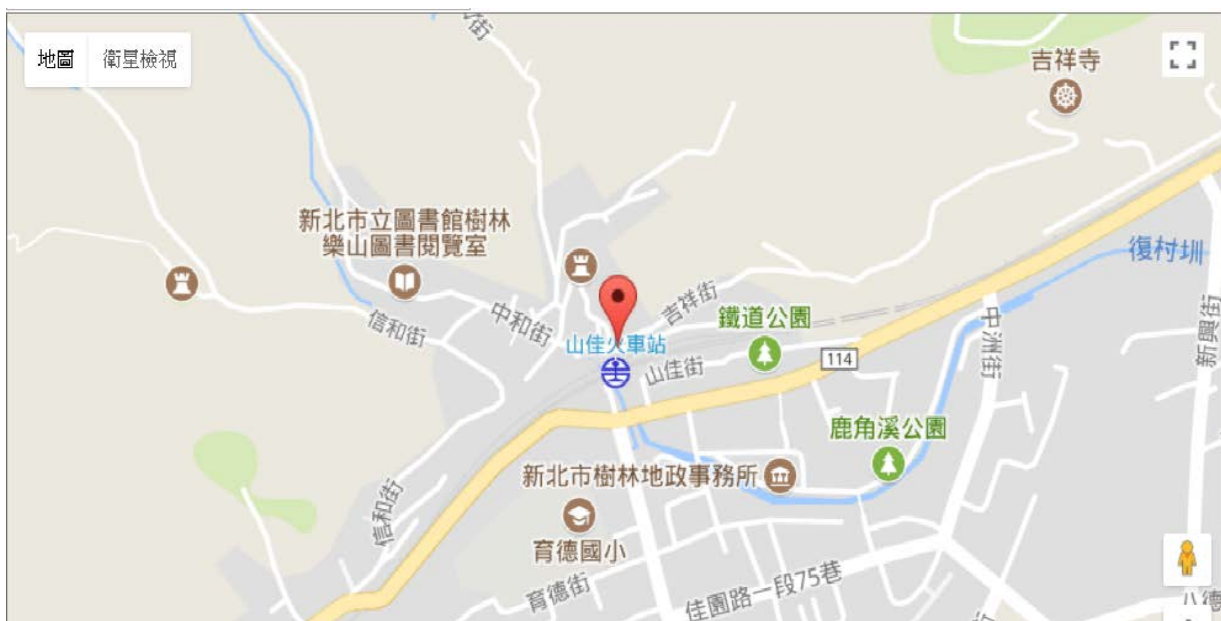 地圖
衛星檢視
吉祥寺
新北市立圖書館樹林
樂山圖書閱覽室
復村圳
信和街
中和街
吉祥街
鐵道公園
山佳火車站
山佳街
114
中洲街
新興街
鹿角溪公園
新北市樹林地政事務所
信和街
育德國小
育德街
佳園路一段75巷
八德